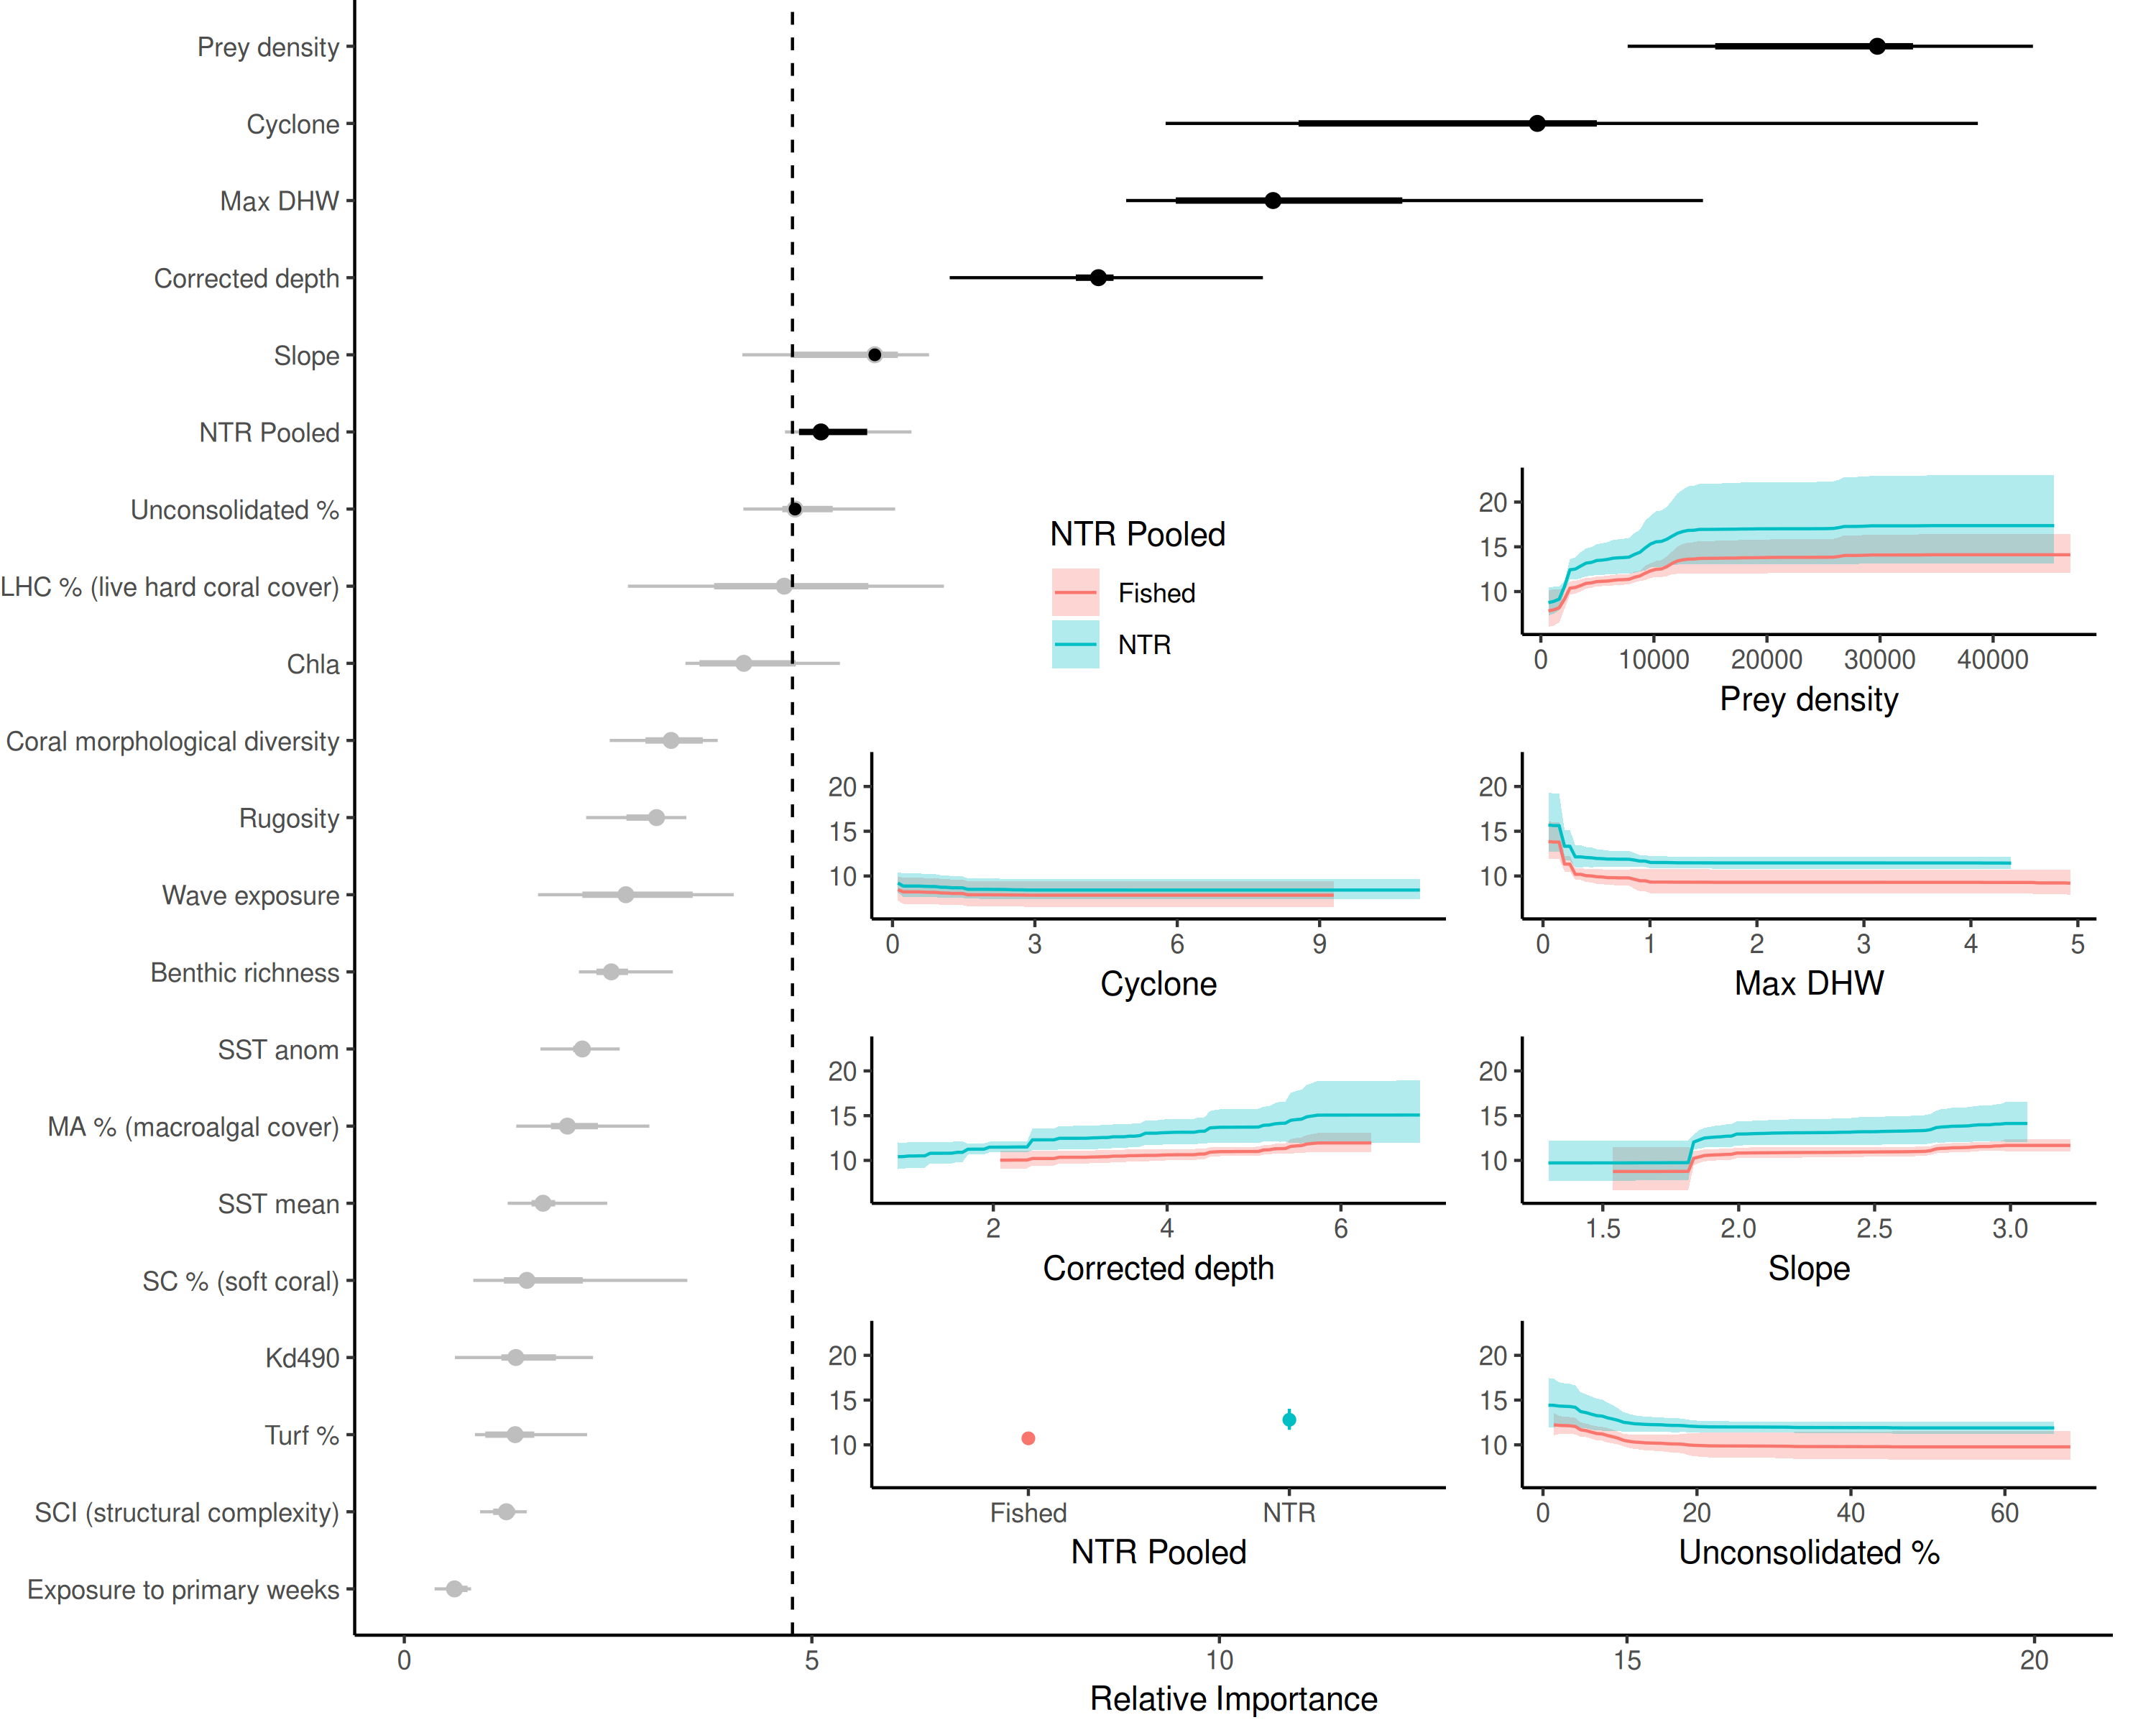 Prey density
Cyclone
Max DHW
Corrected depth
Slope
NTR Pooled
Unconsolidated %
LHC % (live hard coral cover)
Chla
Coral morphological diversity
Rugosity
Wave exposure
Benthic richness
SST anom
MA % (macroalgal cover)
SST mean
SC % (soft coral)
Kd490
Turf %
SCI (structural complexity)
Exposure to primary weeks
0 5 10 15 20
Relative Importance
NTR Pooled
Fished
NTR
20
15
10
0 10000 20000 30000 40000
Prey density
20
15
10
0 3 6 9
Cyclone
20
15
10
0 1 2 3 4 5
Max DHW
20
15
10
2 4 6
Corrected depth
20
15
10
1.5 2.0 2.5 3.0
Slope
20
15
10
Fished NTR
NTR Pooled
20
15
10
0 20 40 60
Unconsolidated %